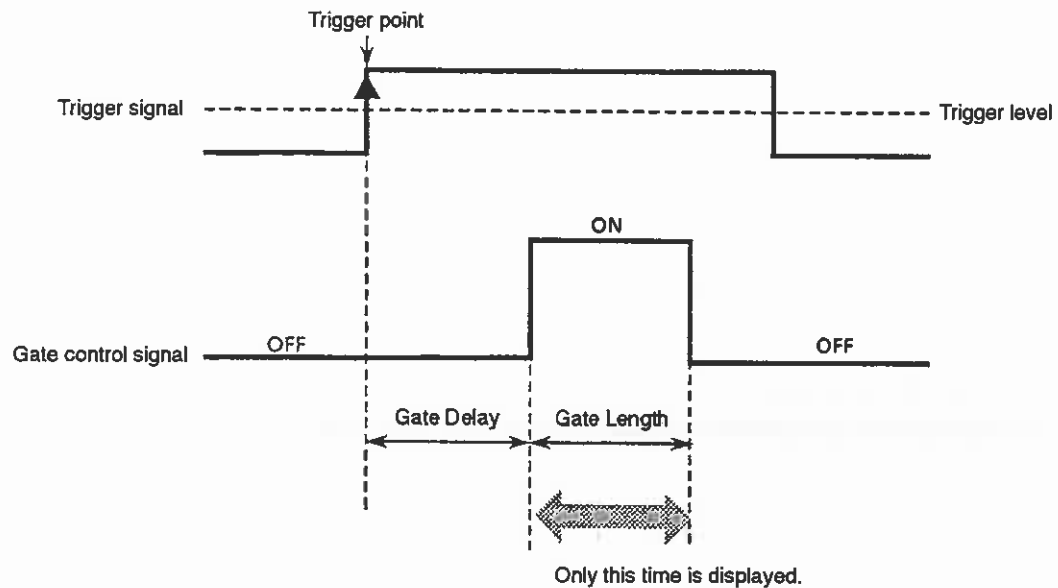 Trigger point
Trigger signal
Trigger level
ON
Gate control signal
OFF
OFF
Gate Delay
Gate Length
Only this time is displayed.